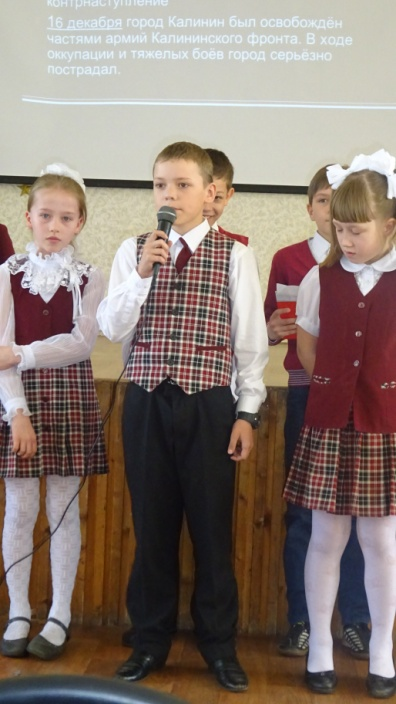 контрнаступление
16 декабря город Калинин был освобождён
частями армий Калининского фронта. В ходе
оккупации и тяжелых боёв город серьёзно
пострадал.